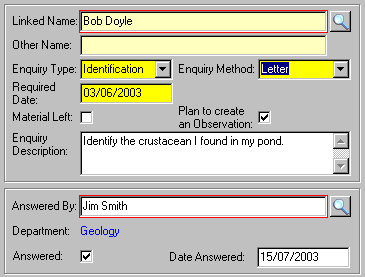 Linked Name: Bob Doyle
Other Name:
Enquiry Type: Identification Enquiry Method: Letter
Required
Date: 03/06/2003
Material Left: Plan to create
an Observation:
Enquiry
Description: Identify the crustacean I found in my pond.
Answered By: Jim Smith
Department: Geology
Answered: Date Answered: 15/07/2003